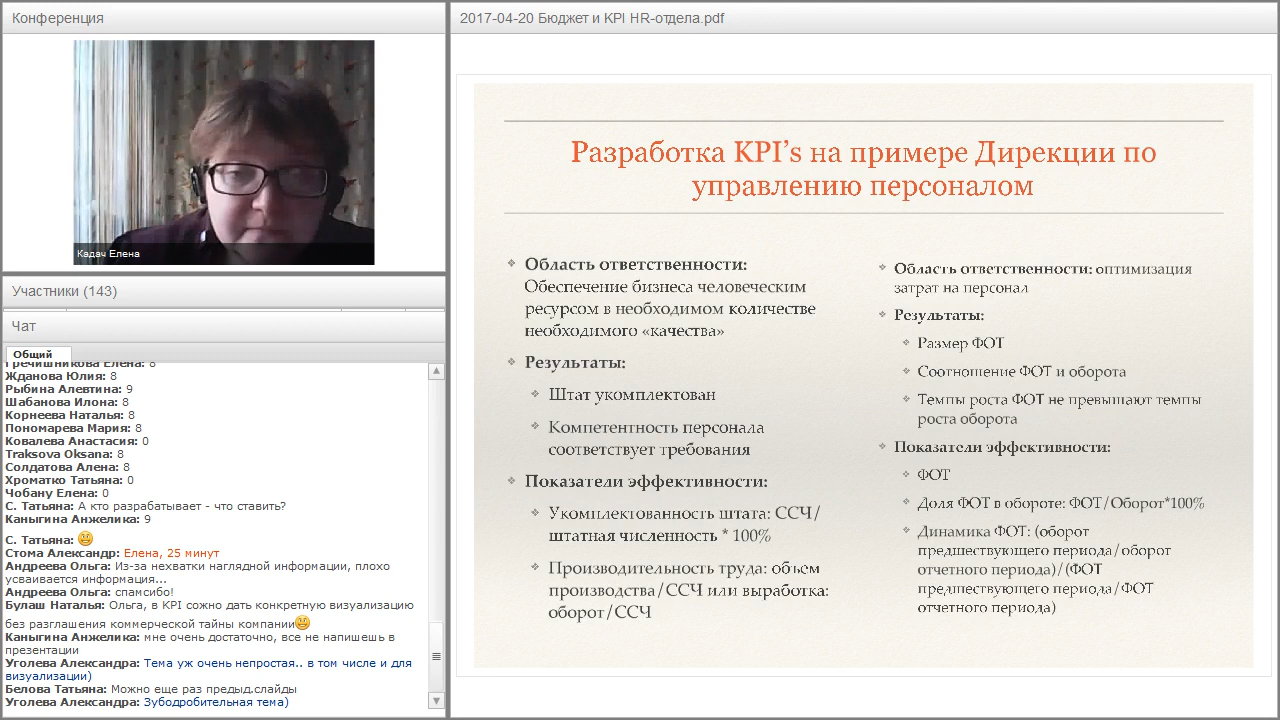 Конференция
Кадач Елена
Участники (143)
Чат
Общий
Гречишникова Елена: 8
Жданова Юлия: 8
Рыбина Алевтина: 9
Шабанова Илона: 8
Корнеева Наталья: 8
Пономарева Мария: 8
Ковалева Анастасия: 0
Traksova Oksana: 8
Солдатова Алена: 8
Хроматко Татьяна: 0
Чобану Елена: 0
С. Татьяна: А кто разрабатывает - что ставить?
Каныгина Анжелика: 9
С. Татьяна:
Стома Александр: Елена, 25 минут
Андреева Ольга: Из-за нехватки наглядной информации, плохо
усваивается информация...
Андреева Ольга: спамсибо!
Булаш Наталья: Ольга, в KPI сожно дать конкретную визуализацию
без разглашения коммерческой тайны компании
Каныгина Анжелика: мне очень достаточно, все не напишешь в
презентации
Уголева Александра: Тема уж очень непростая.. в том числе и для
визуализации)
Белова Татьяна: Можно еще раз предыд.слайды
Уголева Александра: Зубодробительная тема)
2017-04-20 Бюджет и KPI HR-отдела.pdf
Разработка KPI’s на примере Дирекции по
управлению персоналом
Область ответственности:
Обеспечение бизнеса человеческим
ресурсом в необходимом количестве
необходимого «качества»
Результаты:
Штат укомплектован
Компетентность персонала
соответствует требования
Показатели эффективности:
Укомплектованность штата: ССЧ/
штатная численность * 100%
Производительность труда: объем
производства/ССЧ или выработка:
оборот/ССЧ
Область ответственности: оптимизация
затрат на персонал
Результаты:
Размер ФОТ
Соотношение ФОТ и оборота
Темпы роста ФОТ не превышают темпы
роста оборота
Показатели эффективности:
ФОТ
Доля ФОТ в обороте: ФОТ/Оборот*100%
Динамика ФОТ: (оборот
предшествующего периода/оборот
отчетного периода)/(ФОТ
предшествующего периода/ФОТ
отчетного периода)